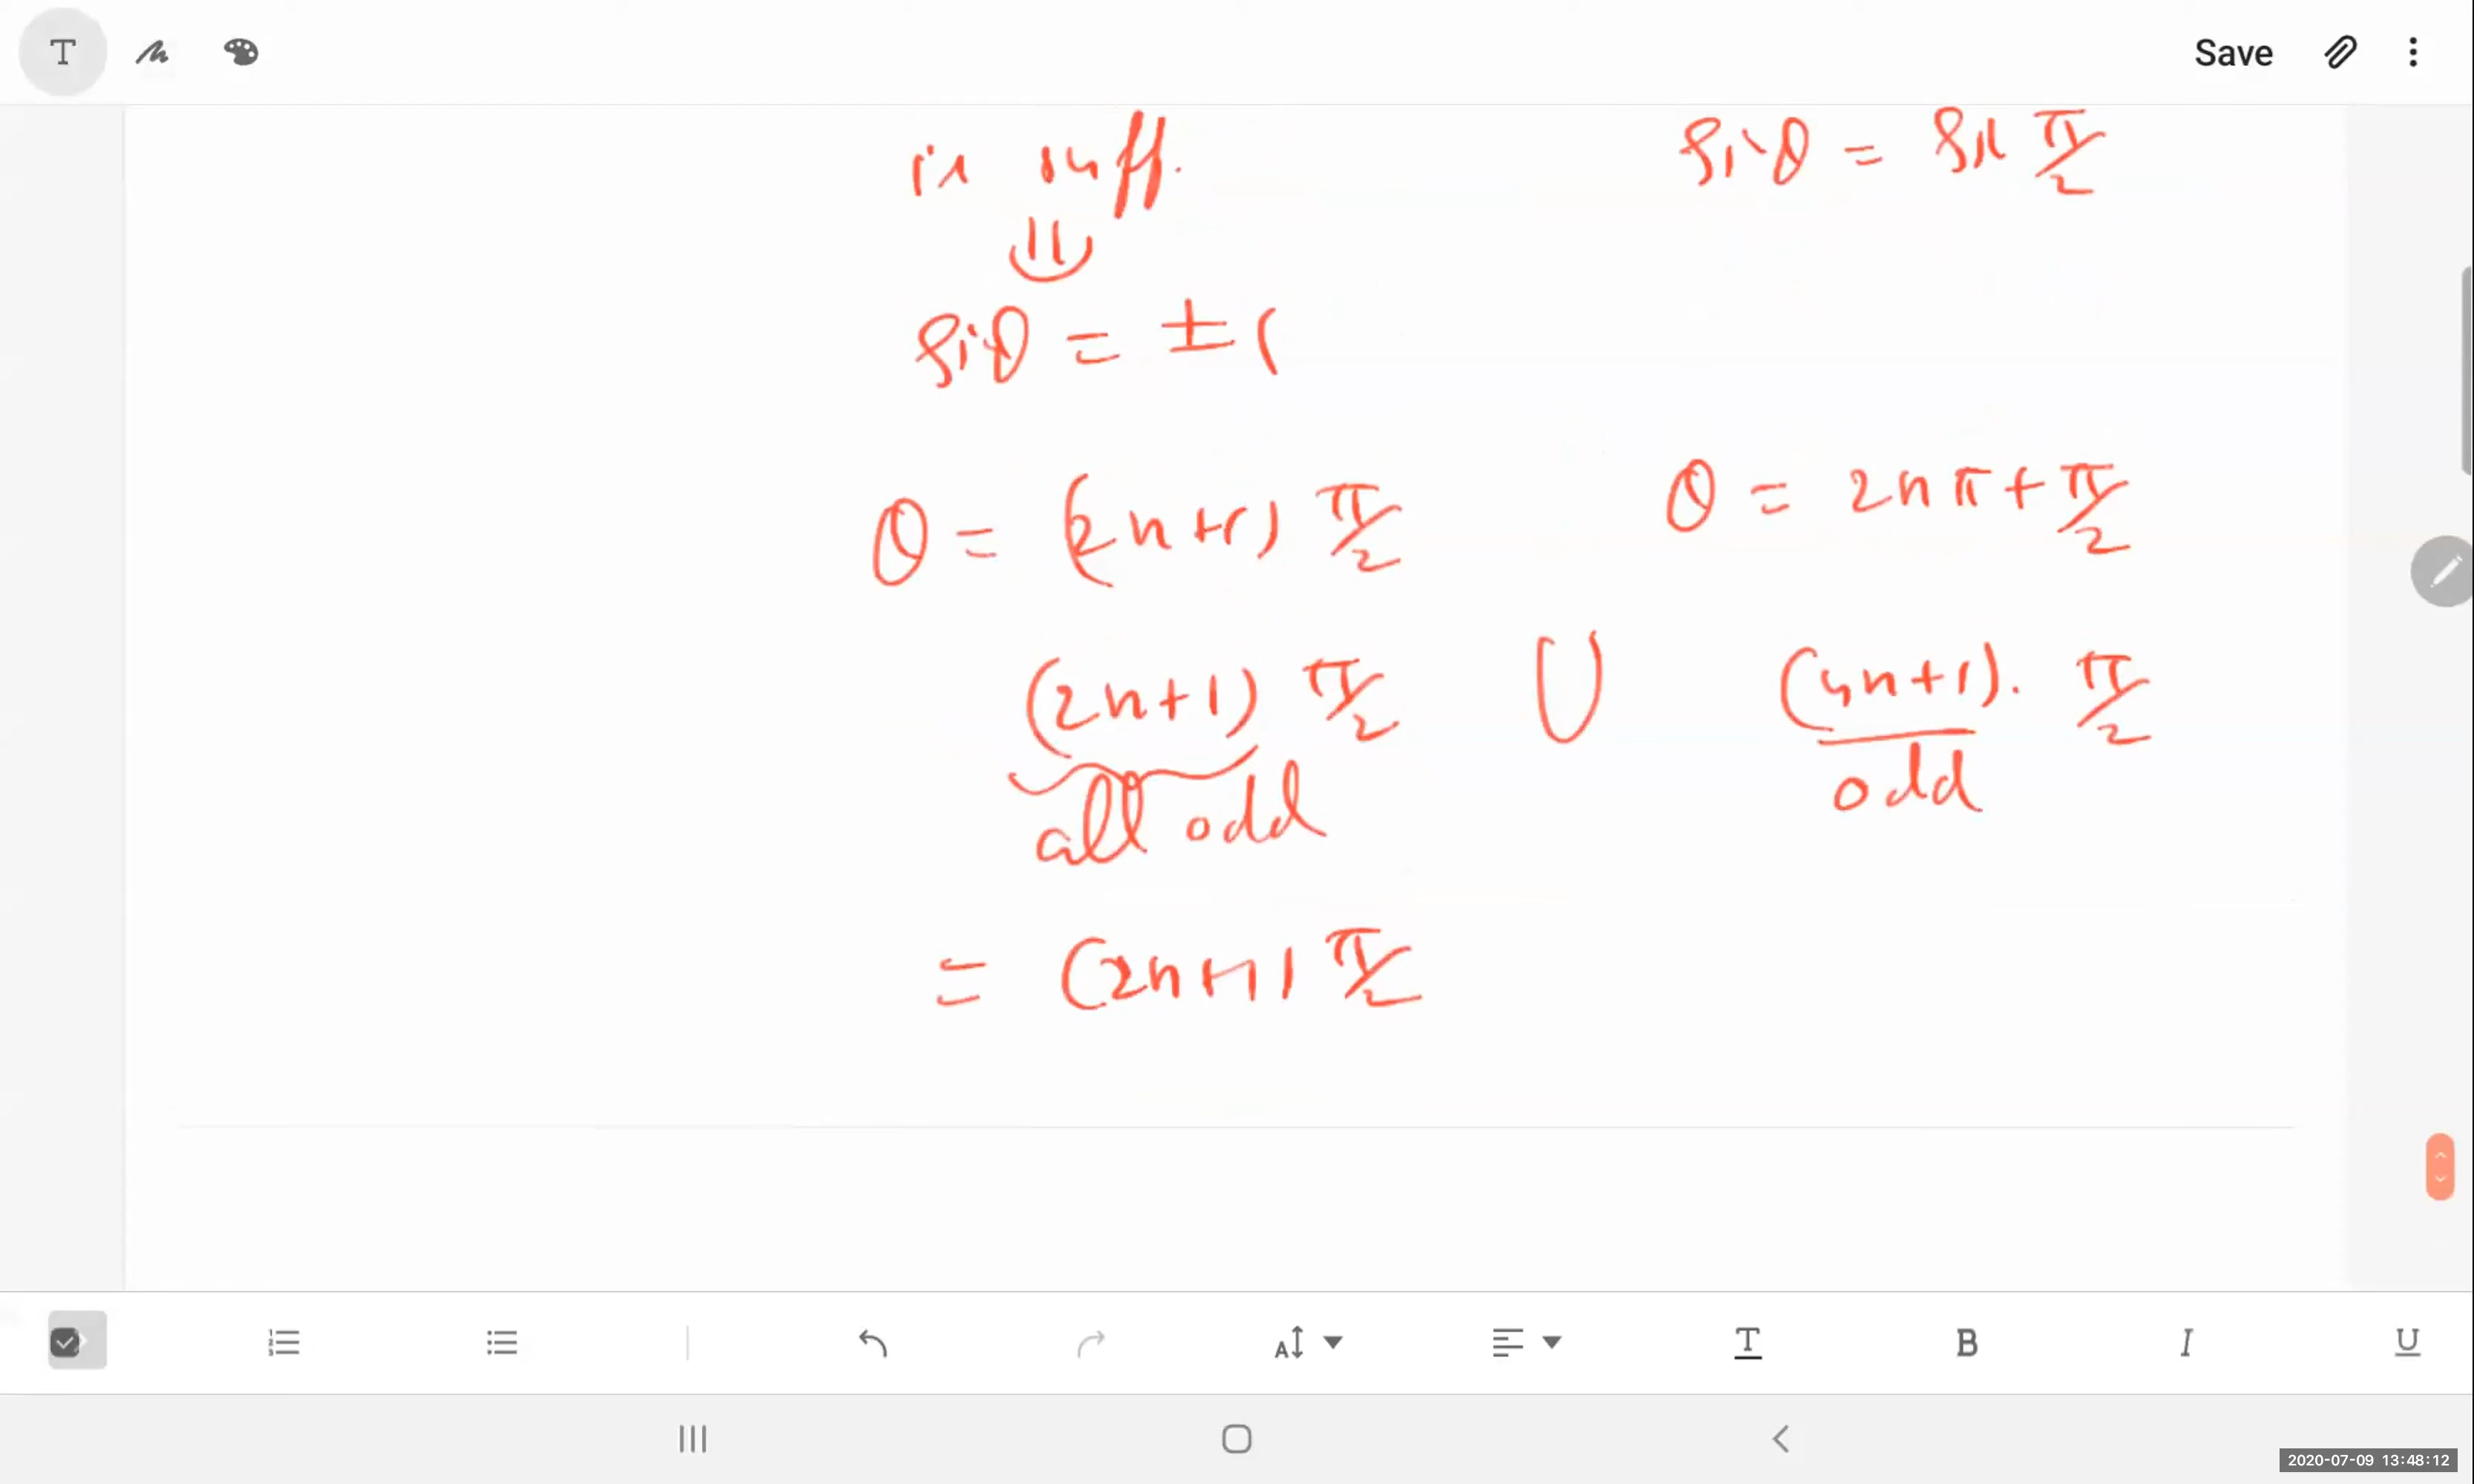 Save
is suff.
sinθ = sin π/2
⇓
sinθ = ±1
θ = (2n+1) π/2
θ = 2nπ + π/2
(2n+1) π/2 ∪ (4n+1). π/2
all odd
odd
= (2n+1) π/2
2020-07-09 13:48:12